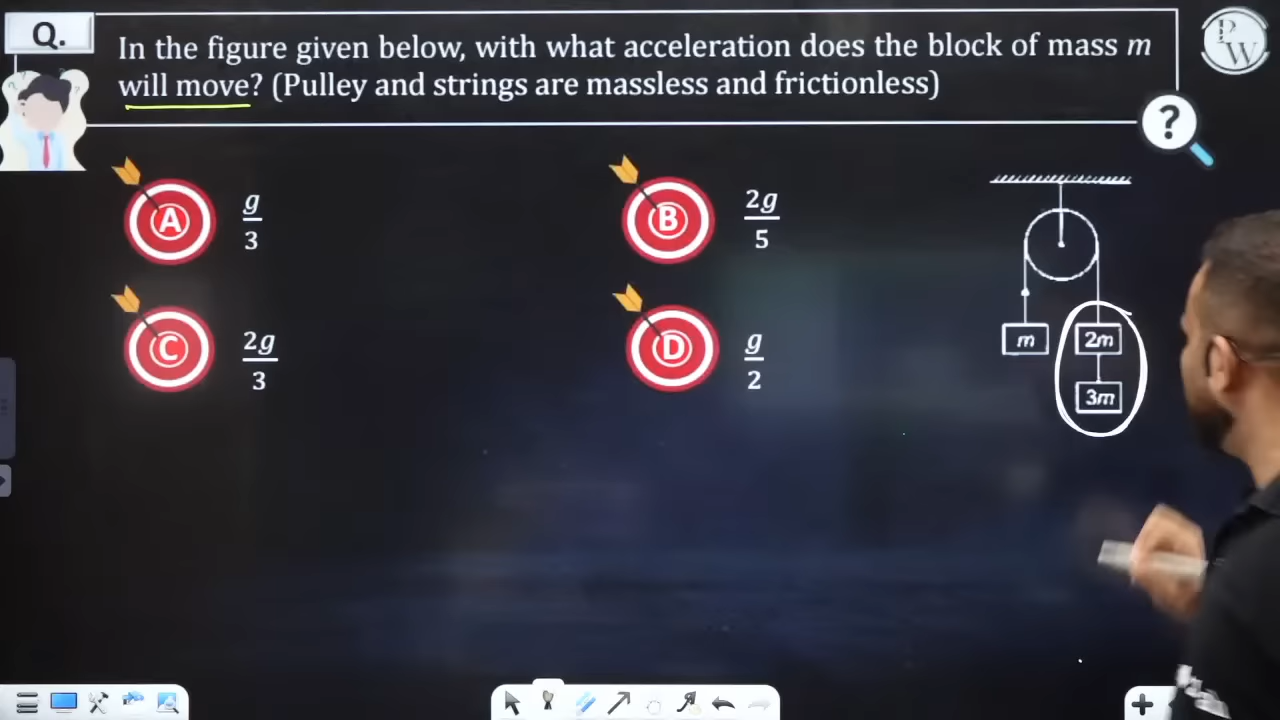 Q.
In the figure given below, with what acceleration does the block of mass m
will move? (Pulley and strings are massless and frictionless)
P
W
?
A g/3
B 2g/5
C 2g/3
D g/2
m
2m
3m